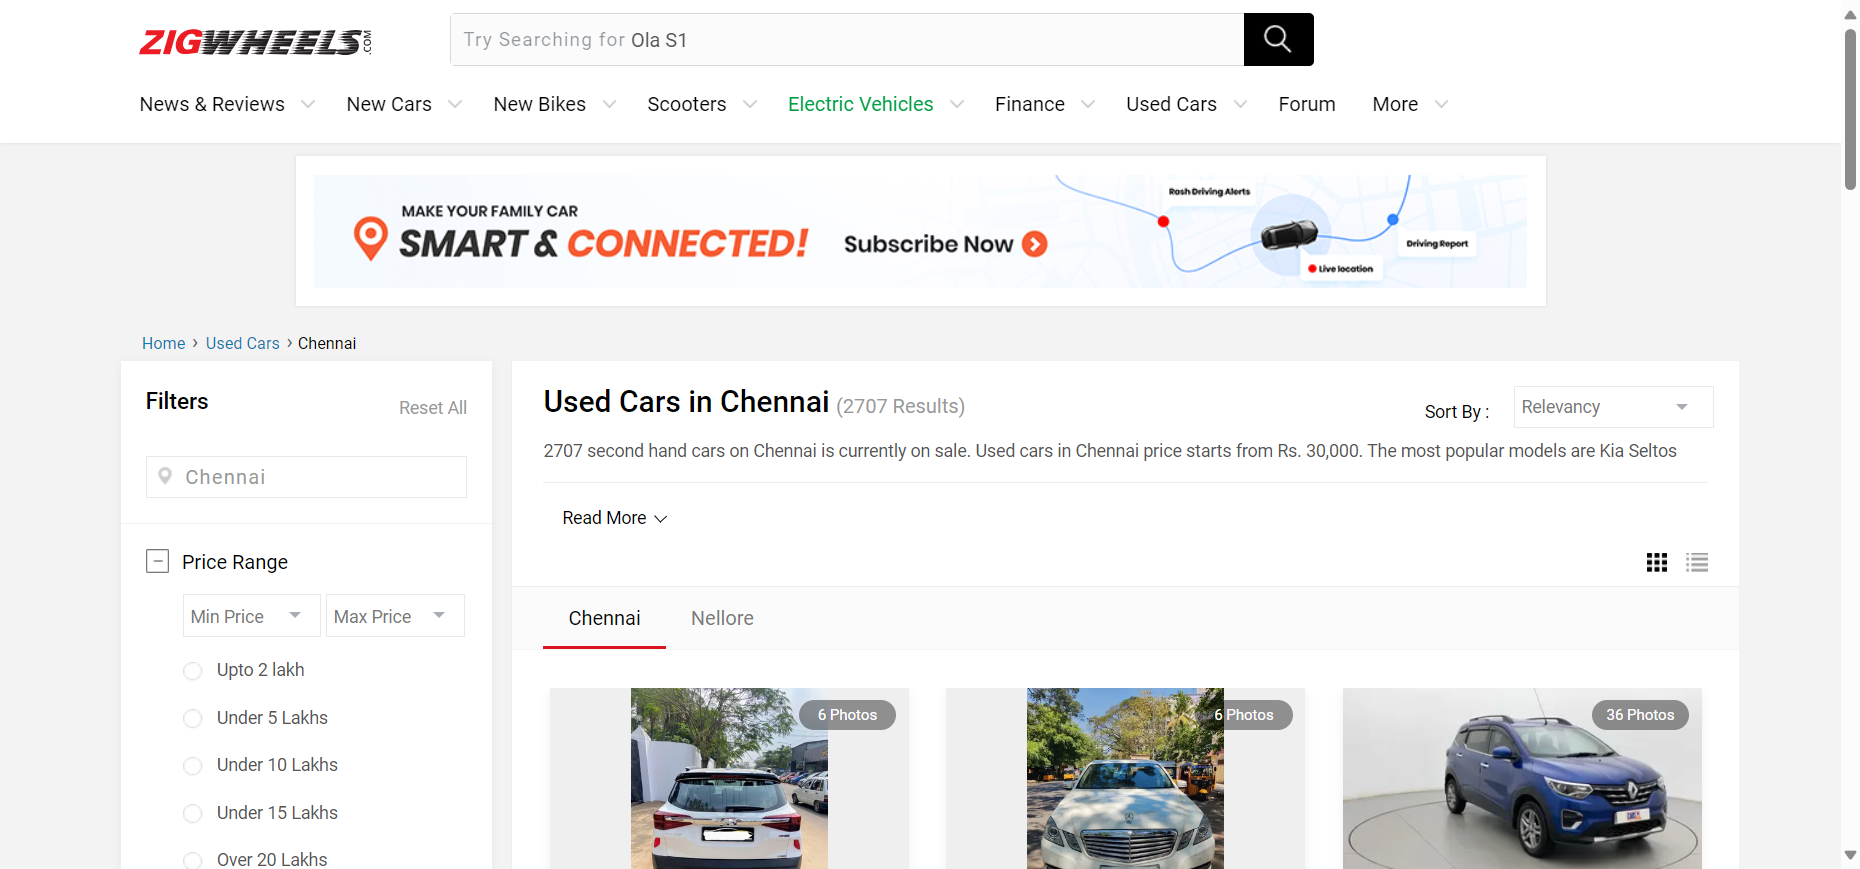 ZIGWHEELS.COM
Try Searching for Ola S1
News & Reviews New Cars New Bikes Scooters Electric Vehicles Finance Used Cars Forum More
MAKE YOUR FAMILY CAR
SMART & CONNECTED!
Subscribe Now
Rash Driving Alerts
Driving Report
Live location
Home › Used Cars › Chennai
Filters
Reset All
Chennai
Price Range
Min Price Max Price
Upto 2 lakh
Under 5 Lakhs
Under 10 Lakhs
Under 15 Lakhs
Over 20 Lakhs
Used Cars in Chennai (2707 Results)
Sort By : Relevancy
2707 second hand cars on Chennai is currently on sale. Used cars in Chennai price starts from Rs. 30,000. The most popular models are Kia Seltos
Read More
Chennai Nellore
6 Photos
6 Photos
36 Photos